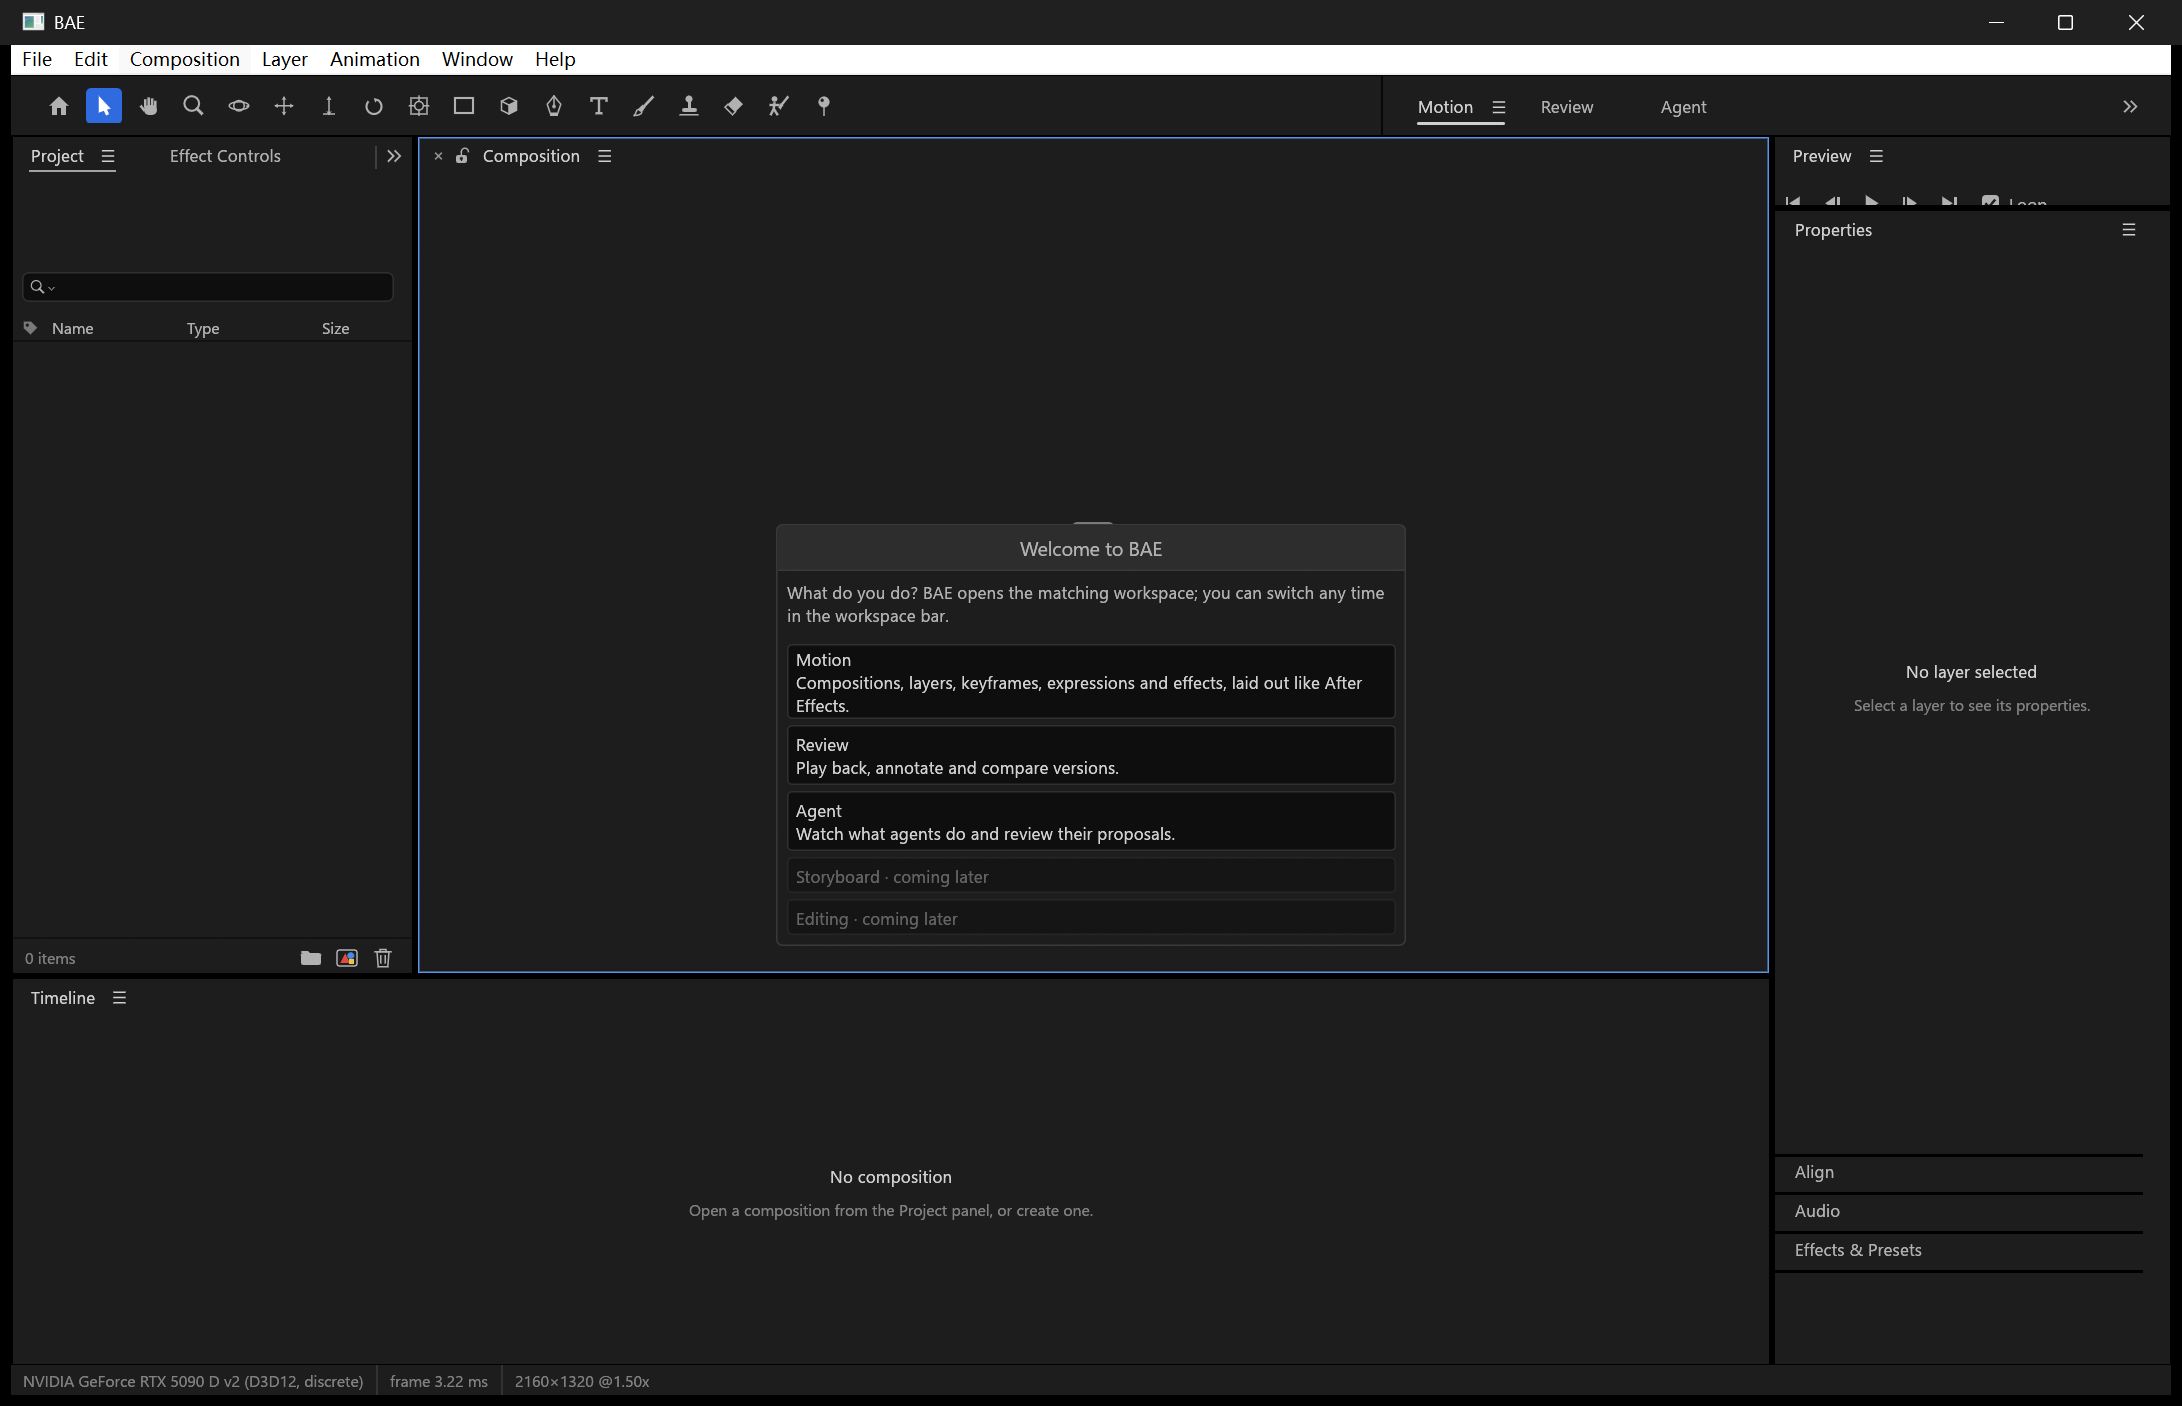 BAE
File Edit Composition Layer Animation Window Help
Motion Review Agent
Project Effect Controls
Composition
Preview
Loop
Properties
Name Type Size
Welcome to BAE
What do you do? BAE opens the matching workspace; you can switch any time
in the workspace bar.
Motion
Compositions, layers, keyframes, expressions and effects, laid out like After
Effects.
Review
Play back, annotate and compare versions.
Agent
Watch what agents do and review their proposals.
Storyboard · coming later
Editing · coming later
No layer selected
Select a layer to see its properties.
0 items
Timeline
No composition
Open a composition from the Project panel, or create one.
Align
Audio
Effects & Presets
NVIDIA GeForce RTX 5090 D v2 (D3D12, discrete) frame 3.22 ms 2160×1320 @1.50x